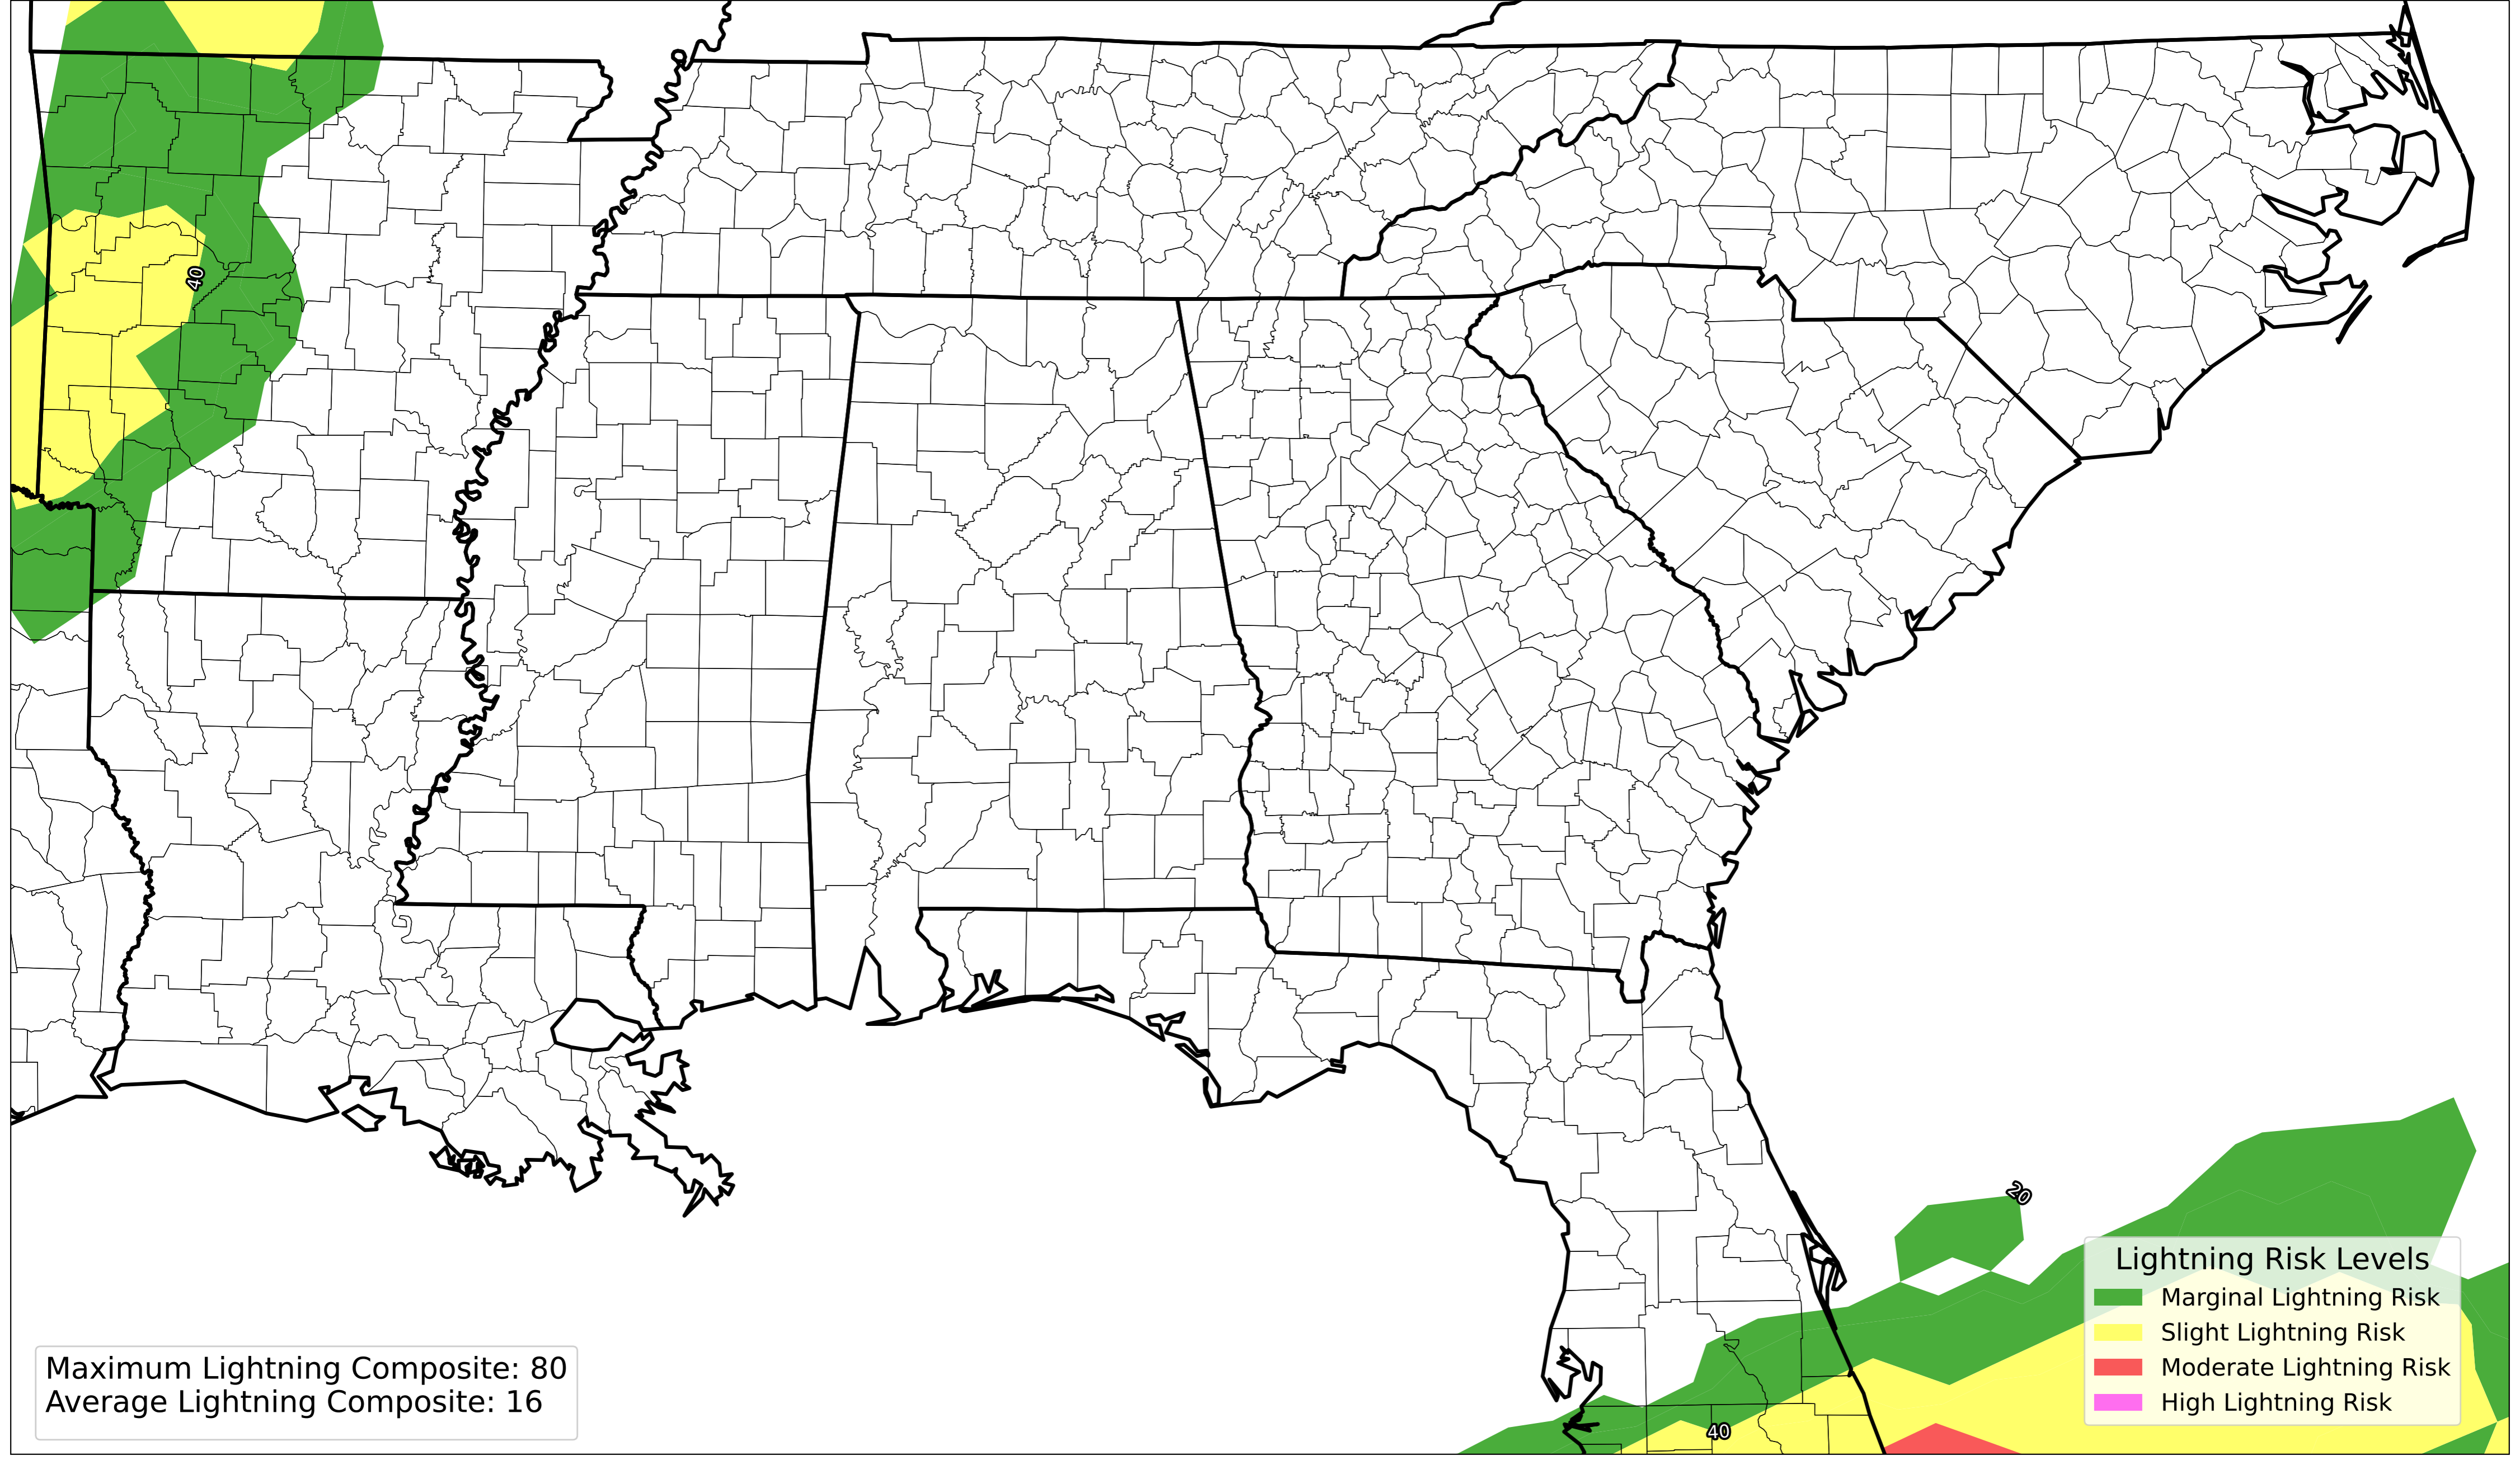 40
20
Lightning Risk Levels
Marginal Lightning Risk
Slight Lightning Risk
Moderate Lightning Risk
High Lightning Risk
Maximum Lightning Composite: 80
Average Lightning Composite: 16
40